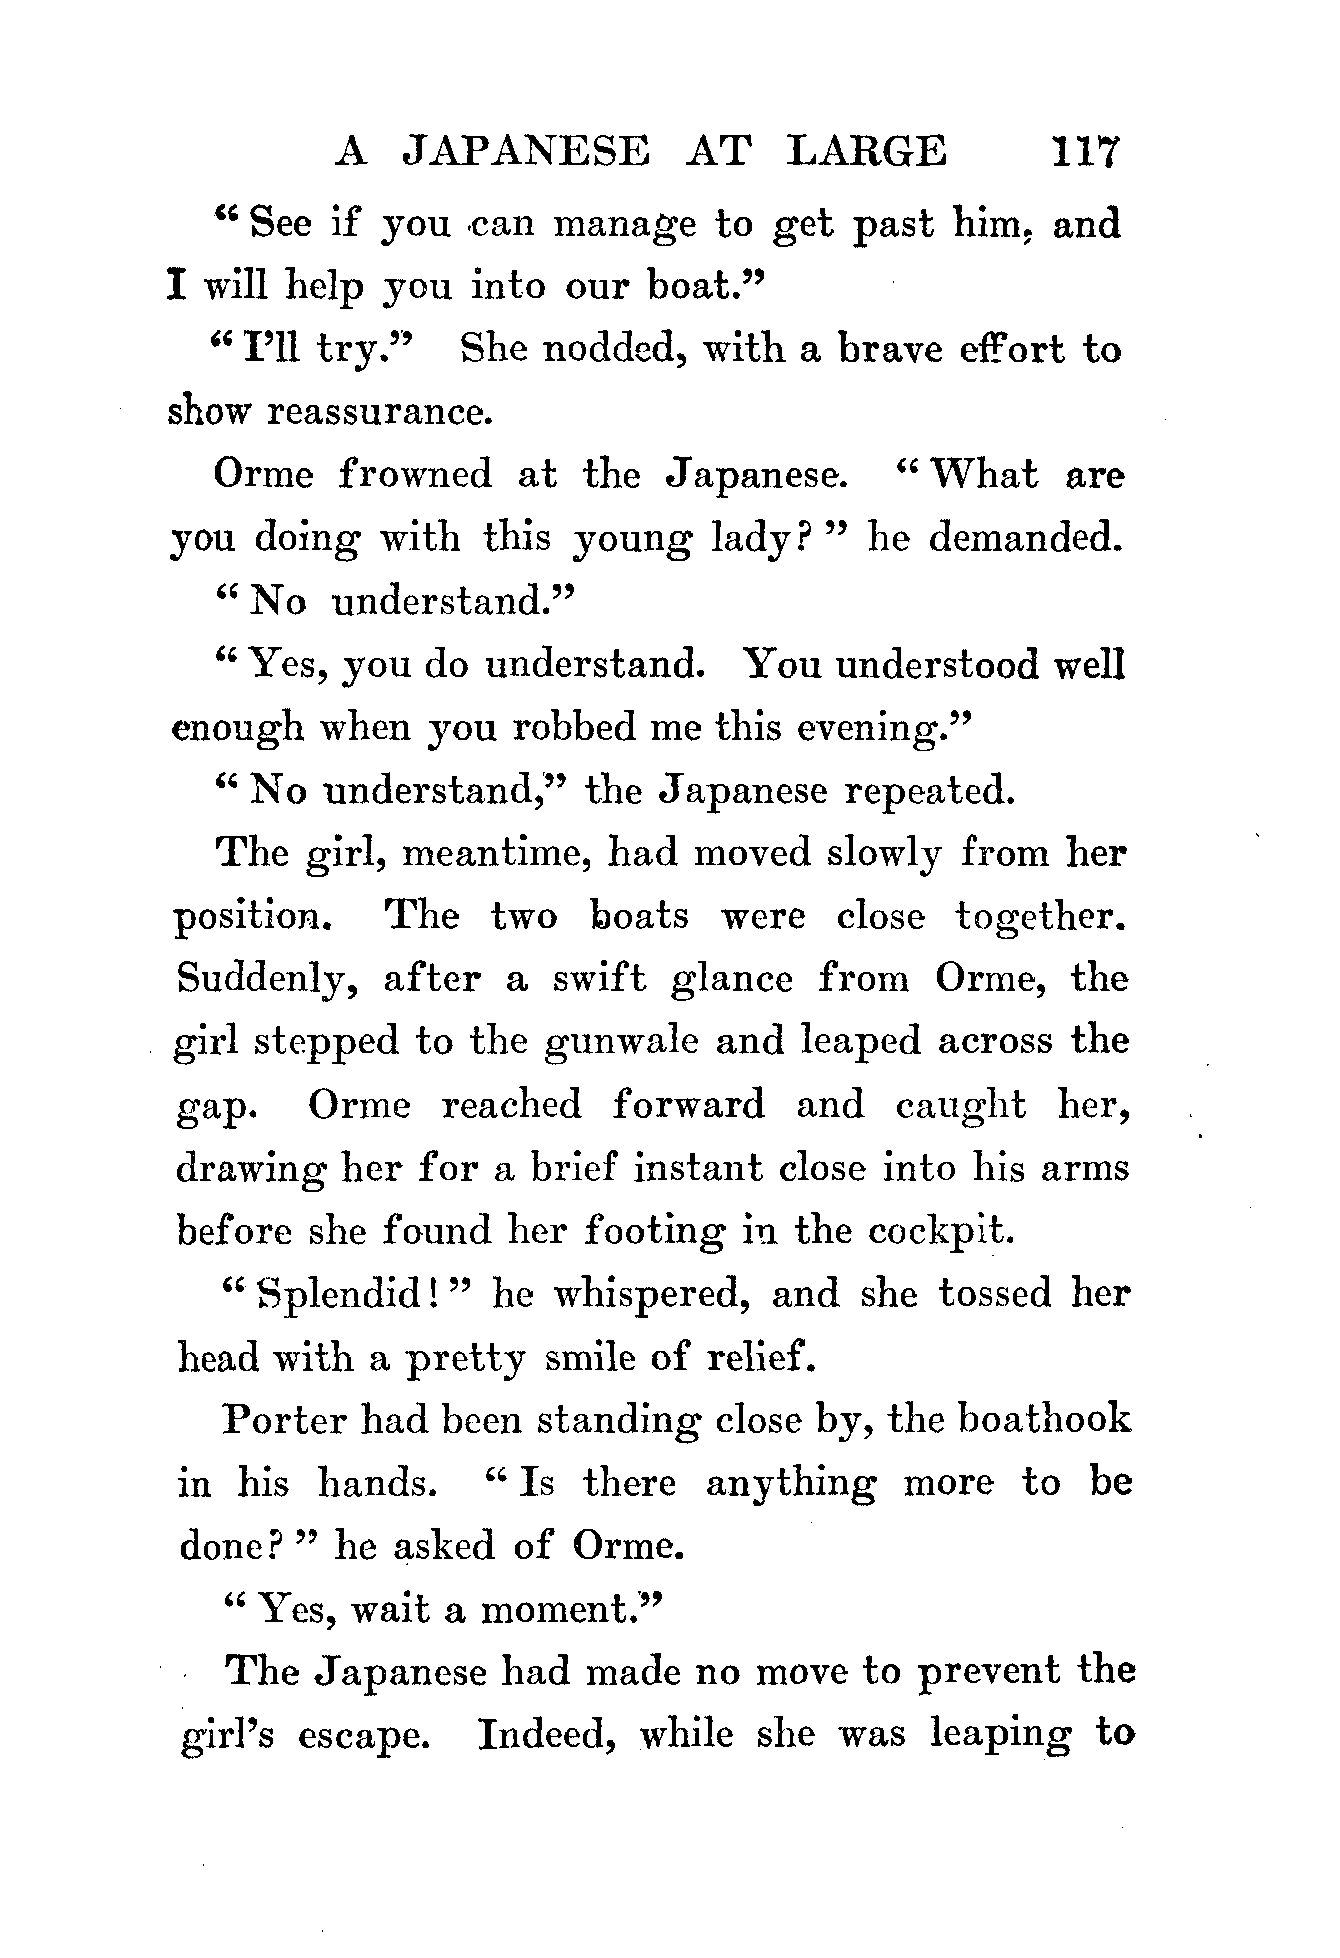 A JAPANESE AT LARGE 117
“See if you can manage to get past him, and
I will help you into our boat.”
“I’ll try.” She nodded, with a brave effort to
show reassurance.
Orme frowned at the Japanese. “What are
you doing with this young lady?” he demanded.
“No understand.”
“Yes, you do understand. You understood well
enough when you robbed me this evening.”
“No understand,” the Japanese repeated.
The girl, meantime, had moved slowly from her
position. The two boats were close together.
Suddenly, after a swift glance from Orme, the
girl stepped to the gunwale and leaped across the
gap. Orme reached forward and caught her,
drawing her for a brief instant close into his arms
before she found her footing in the cockpit.
“Splendid!” he whispered, and she tossed her
head with a pretty smile of relief.
Porter had been standing close by, the boathook
in his hands. “Is there anything more to be
done?” he asked of Orme.
“Yes, wait a moment.”
The Japanese had made no move to prevent the
girl’s escape. Indeed, while she was leaping to